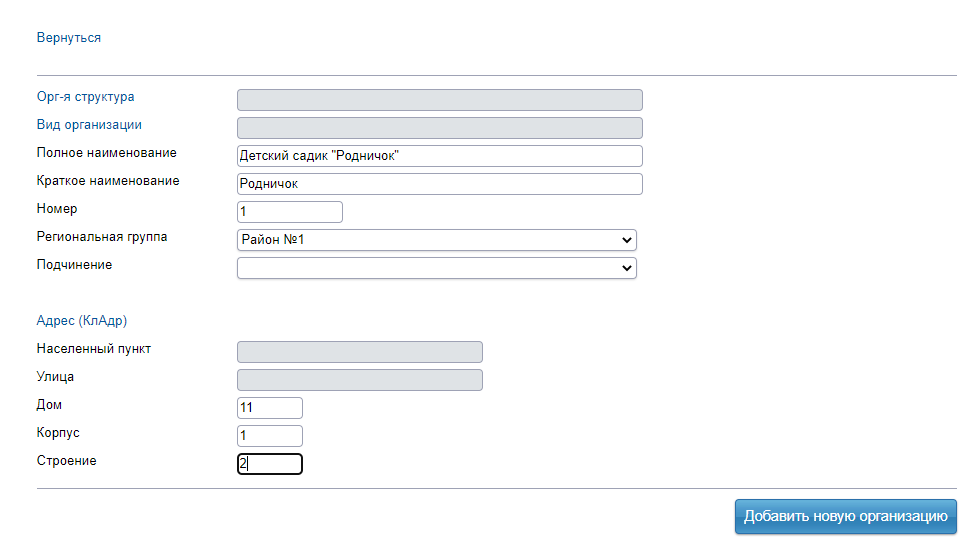 Вернуться
Орг-я структура
Вид организации
Полное наименование Детский садик "Родничок"
Краткое наименование Родничок
Номер 1
Региональная группа Район №1
Подчинение
Адрес (КлАдр)
Населенный пункт
Улица
Дом 11
Корпус 1
Строение 2
Добавить новую организацию